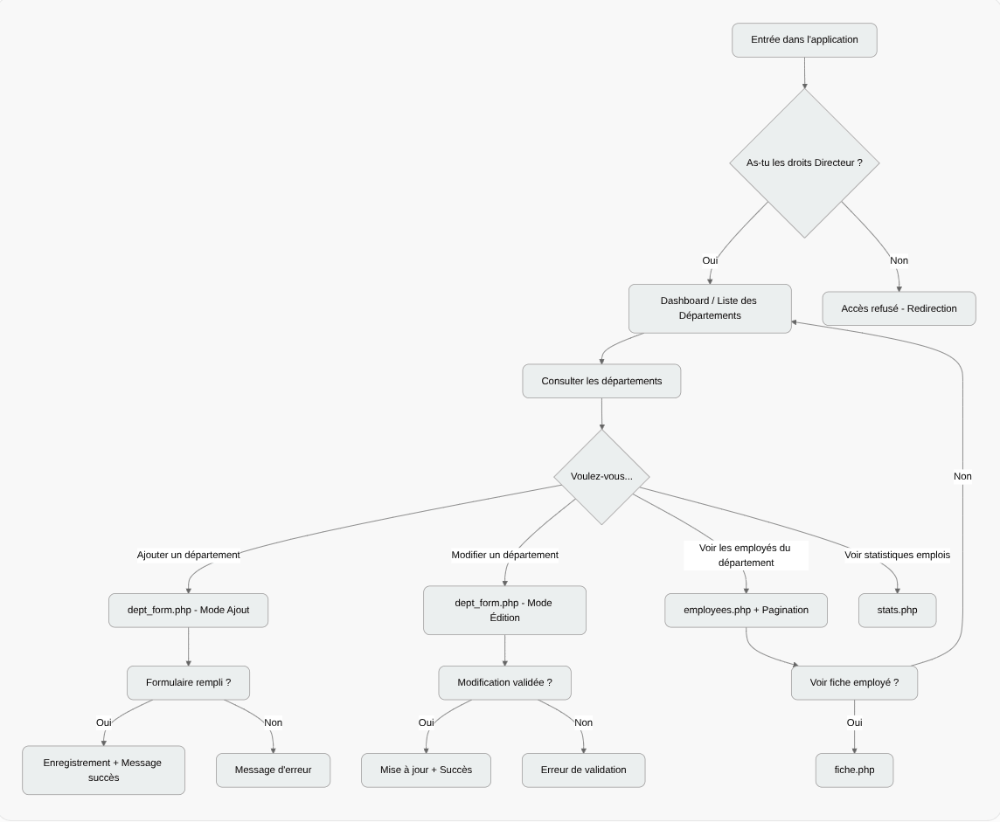 Entrée dans l'application
As-tu les droits Directeur ?
Oui
Non
Dashboard / Liste des
Départements
Accès refusé - Redirection
Consulter les départements
Voulez-vous...
Non
Ajouter un département
Modifier un département
Voir les employés du
département
Voir statistiques emplois
dept_form.php - Mode Ajout
dept_form.php - Mode
Édition
employees.php + Pagination
stats.php
Formulaire rempli ?
Modification validée ?
Voir fiche employé ?
Oui
Non
Oui
Non
Oui
Enregistrement + Message
succès
Message d'erreur
Mise à jour + Succès
Erreur de validation
fiche.php